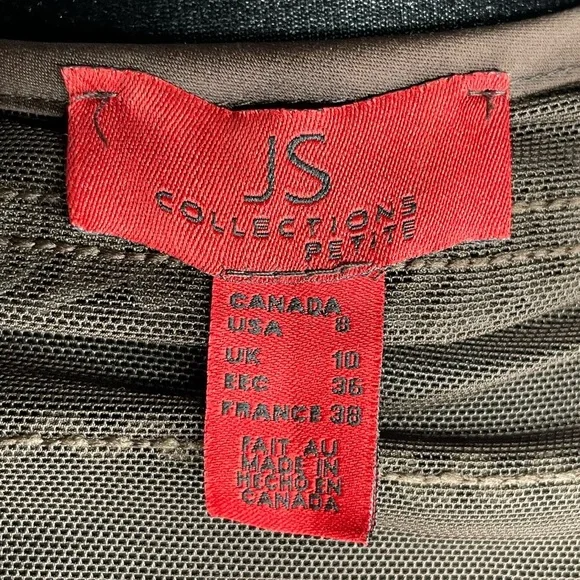 JS
COLLECTIONS
PETITE
CANADA
USA 8
UK 10
EEC 36
FRANCE 38
FAIT AU
MADE IN
HECHO EN
CANADA